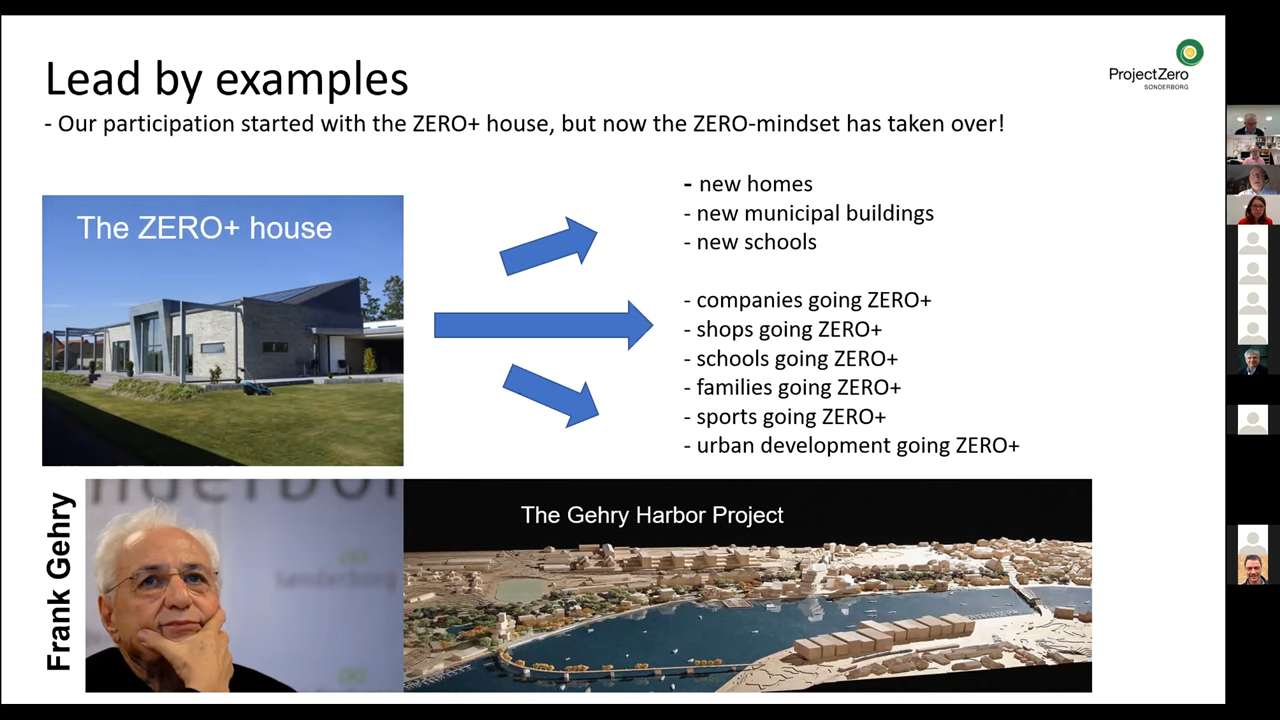 Lead by examples
- Our participation started with the ZERO+ house, but now the ZERO-mindset has taken over!
ProjectZero
SONDERBORG
The ZERO+ house
- new homes
- new municipal buildings
- new schools
- companies going ZERO+
- shops going ZERO+
- schools going ZERO+
- families going ZERO+
- sports going ZERO+
- urban development going ZERO+
Frank Gehry
sønderborg
The Gehry Harbor Project